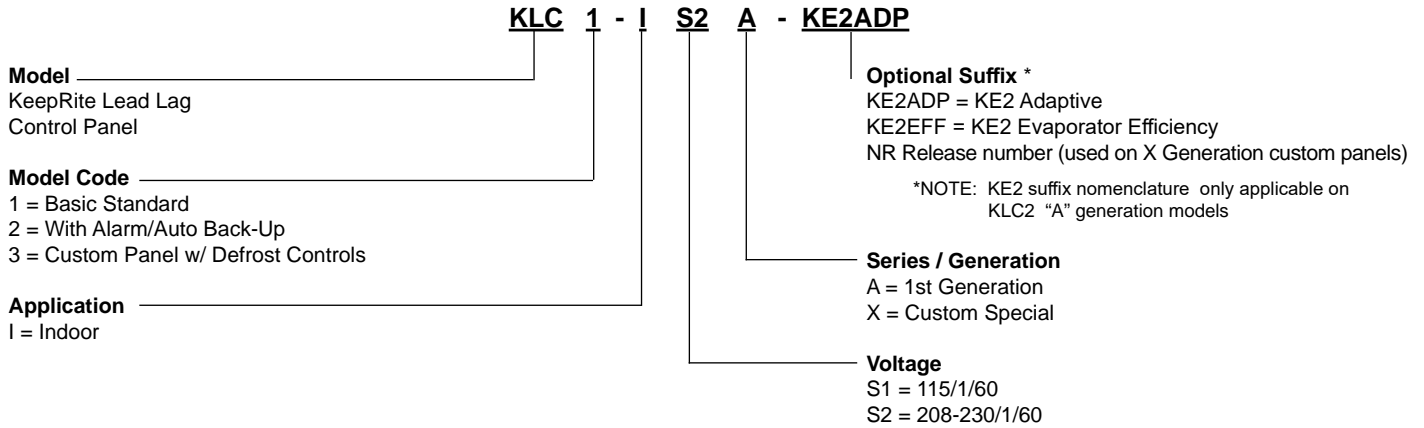 KLC 1 - I S2 A - KE2ADP
Model
KeepRite Lead Lag
Control Panel
Model Code
1 = Basic Standard
2 = With Alarm/Auto Back-Up
3 = Custom Panel w/ Defrost Controls
Application
I = Indoor
Optional Suffix *
KE2ADP = KE2 Adaptive
KE2EFF = KE2 Evaporator Efficiency
NR Release number (used on X Generation custom panels)
*NOTE: KE2 suffix nomenclature only applicable on
KLC2 “A” generation models
Series / Generation
A = 1st Generation
X = Custom Special
Voltage
S1 = 115/1/60
S2 = 208-230/1/60